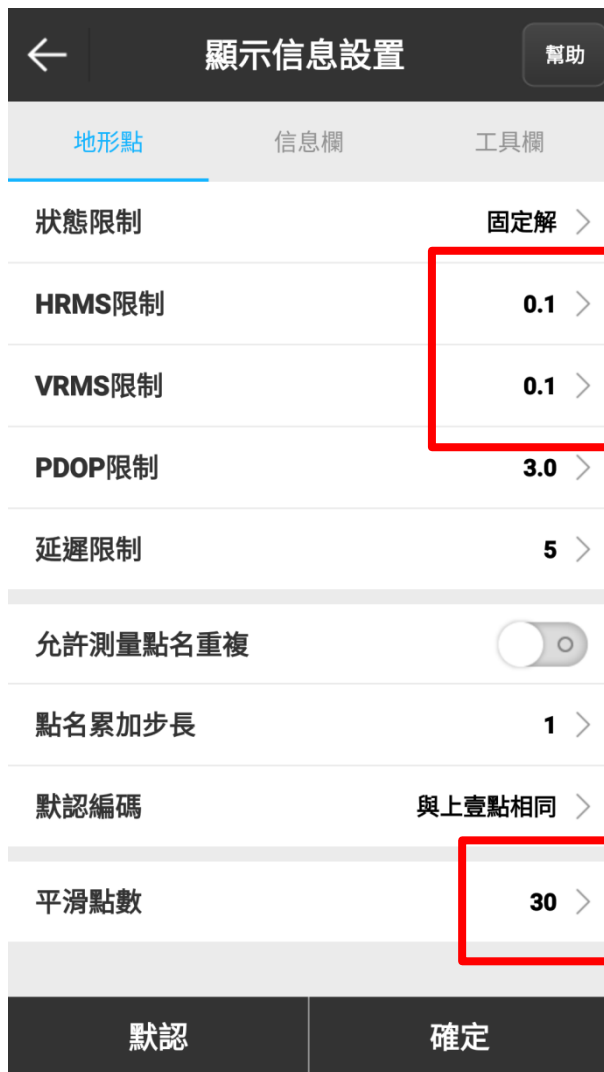 顯示信息設置 幫助
地形點 信息欄 工具欄
狀態限制 固定解
HRMS限制 0.1
VRMS限制 0.1
PDOP限制 3.0
延遲限制 5
允許測量點名重複
點名累加步長 1
默認編碼 與上壹點相同
平滑點數 30
默認 確定